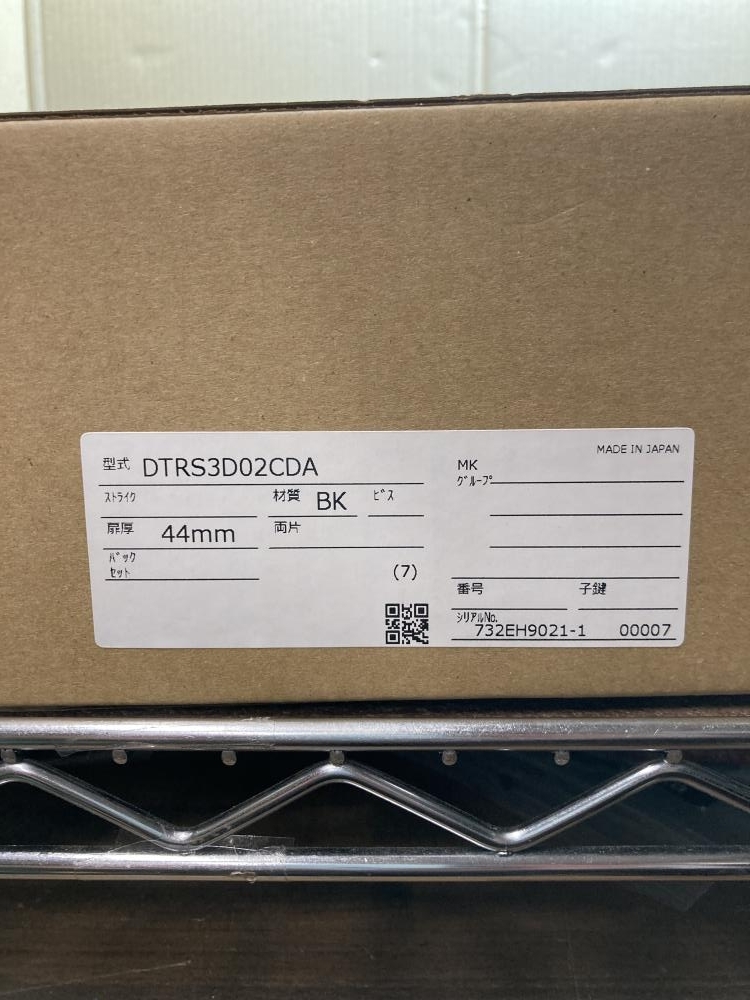 型式 DTRS3D02CDA
ストライク 材質 BK ビス
扉厚 44mm 両片
バック
セット
(7)
MADE IN JAPAN
MK
グループ
番号 子鍵
シリアルNo.
732EH9021-1 00007